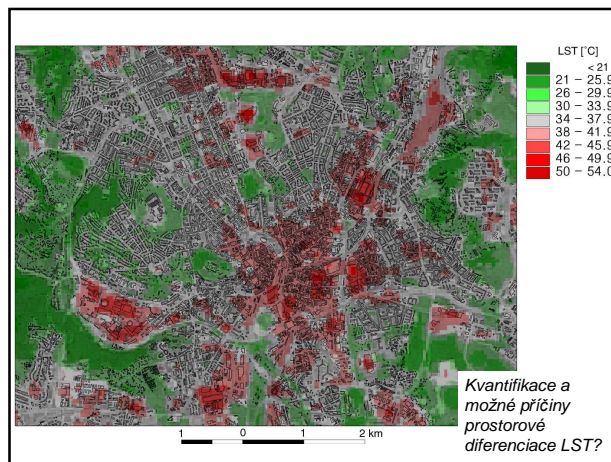 LST [˚C]
< 21
21 – 25.9
26 – 29.9
30 – 33.9
34 – 37.9
38 – 41.9
42 – 45.9
46 – 49.9
50 – 54.0
Kvantifikace a
možné příčiny
prostorové
diferenciace LST?
1 0 1 2 km